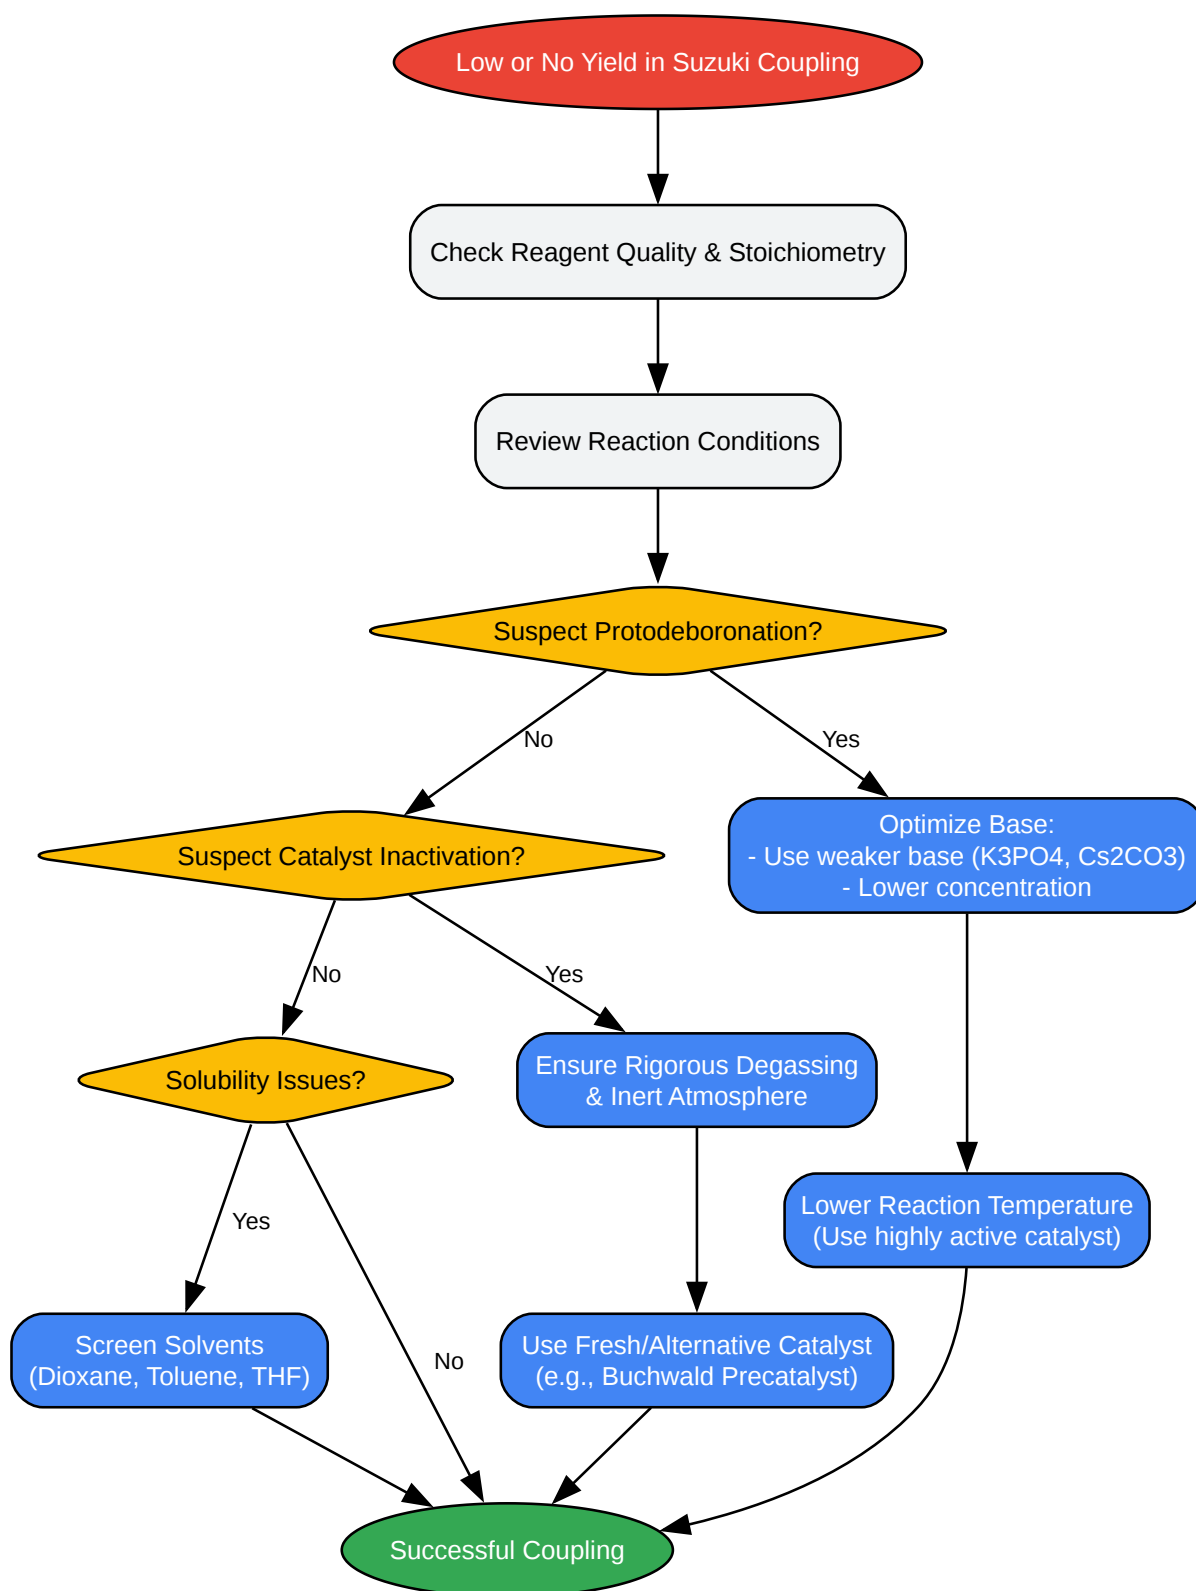 Low or No Yield in Suzuki Coupling
Check Reagent Quality & Stoichiometry
Review Reaction Conditions
Suspect Protodeboronation?
No
Yes
Suspect Catalyst Inactivation?
Optimize Base:
- Use weaker base (K3PO4, Cs2CO3)
- Lower concentration
No
Yes
Solubility Issues?
Ensure Rigorous Degassing
& Inert Atmosphere
Yes
No
Lower Reaction Temperature
(Use highly active catalyst)
Screen Solvents
(Dioxane, Toluene, THF)
Use Fresh/Alternative Catalyst
(e.g., Buchwald Precatalyst)
Successful Coupling